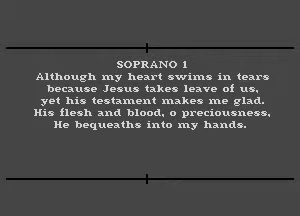 SOPRANO 1
Although my heart swims in tears
because Jesus takes leave of us,
yet his testament makes me glad.
His flesh and blood, o preciousness,
He bequeaths into my hands.